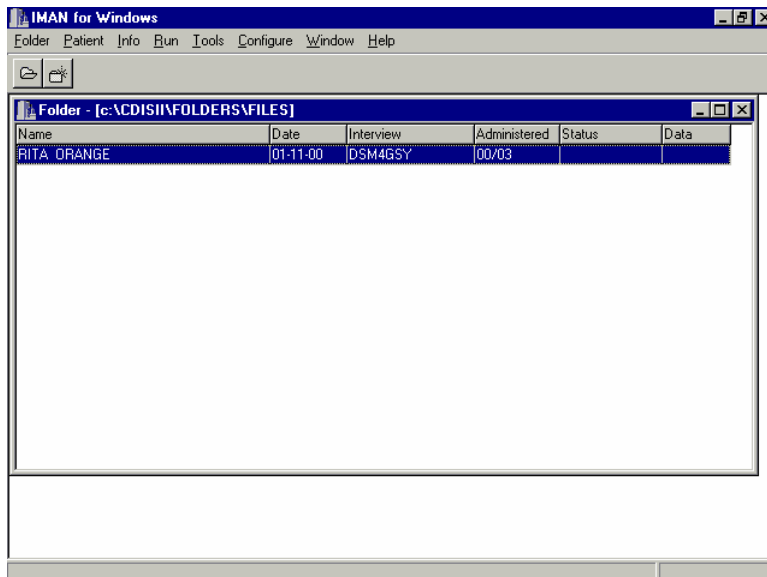 IMAN for Windows
Folder Patient Info Run Tools Configure Window Help
Folder - [c:\CDISII\FOLDERS\FILES]
Name Date Interview Administered Status Data
RITA ORANGE 01-11-00 DSM4GSY 00/03